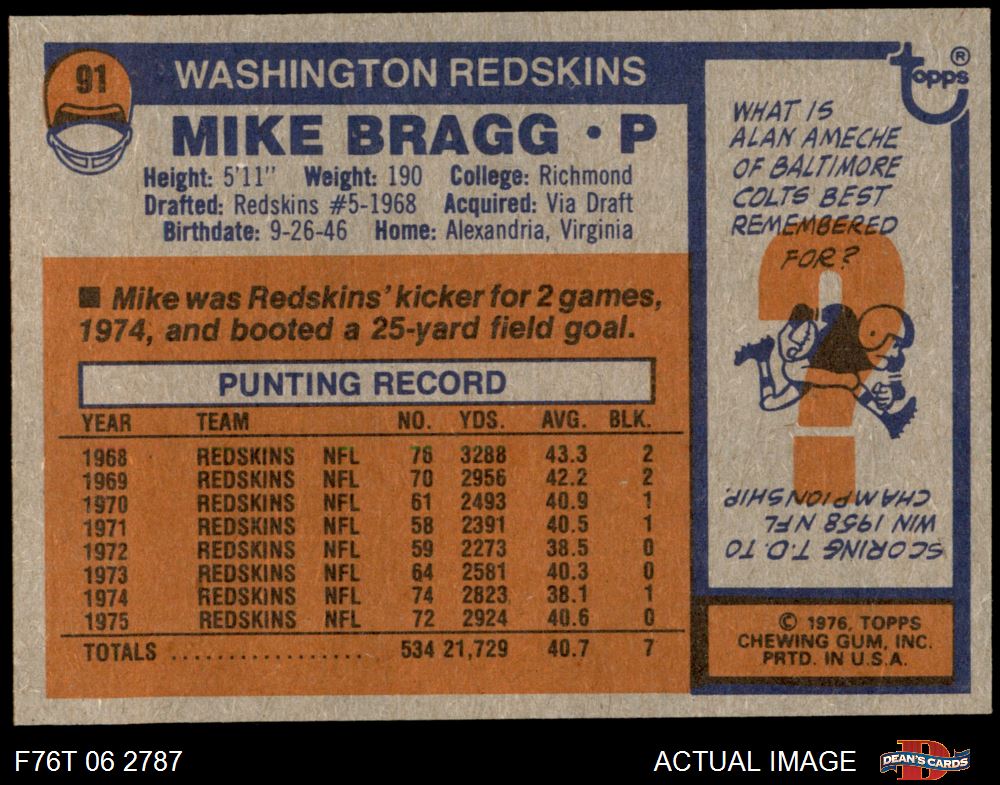 91
WASHINGTON REDSKINS
MIKE BRAGG • P
Height: 5'11" Weight: 190 College: Richmond
Drafted: Redskins #5-1968 Acquired: Via Draft
Birthdate: 9-26-46 Home: Alexandria, Virginia
■ Mike was Redskins' kicker for 2 games,
1974, and booted a 25-yard field goal.
PUNTING RECORD
YEAR TEAM NO. YDS. AVG. BLK.
1968 REDSKINS NFL 76 3288 43.3 2
1969 REDSKINS NFL 70 2956 42.2 2
1970 REDSKINS NFL 61 2493 40.9 1
1971 REDSKINS NFL 58 2391 40.5 1
1972 REDSKINS NFL 59 2273 38.5 0
1973 REDSKINS NFL 64 2581 40.3 0
1974 REDSKINS NFL 74 2823 38.1 1
1975 REDSKINS NFL 72 2924 40.6 0
TOTALS .................. 534 21,729 40.7 7
topps ®
WHAT IS
ALAN AMECHE
OF BALTIMORE
COLTS BEST
REMEMBERED
FOR?
?
SCORING T.D. TO
WIN 1958 NFL
CHAMPIONSHIP.
© 1976, TOPPS
CHEWING GUM, INC.
PRTD. IN U.S.A.
F76T 06 2787
ACTUAL IMAGE
D
DEAN'S CARDS